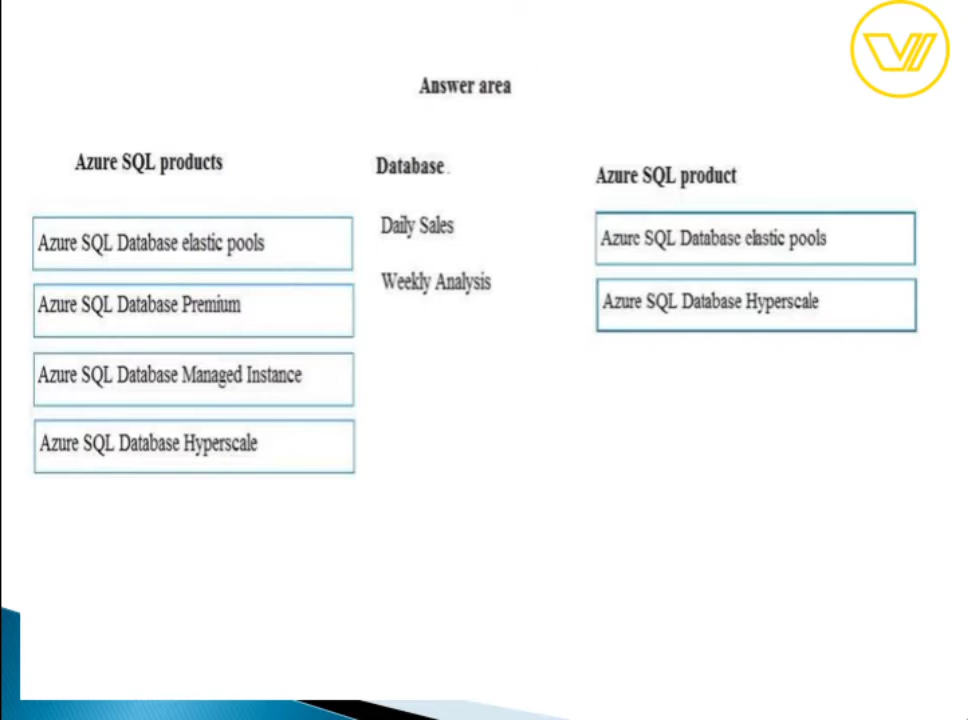 Answer area
Azure SQL products
Azure SQL Database elastic pools
Azure SQL Database Premium
Azure SQL Database Managed Instance
Azure SQL Database Hyperscale
Database
Daily Sales
Weekly Analysis
Azure SQL product
Azure SQL Database elastic pools
Azure SQL Database Hyperscale